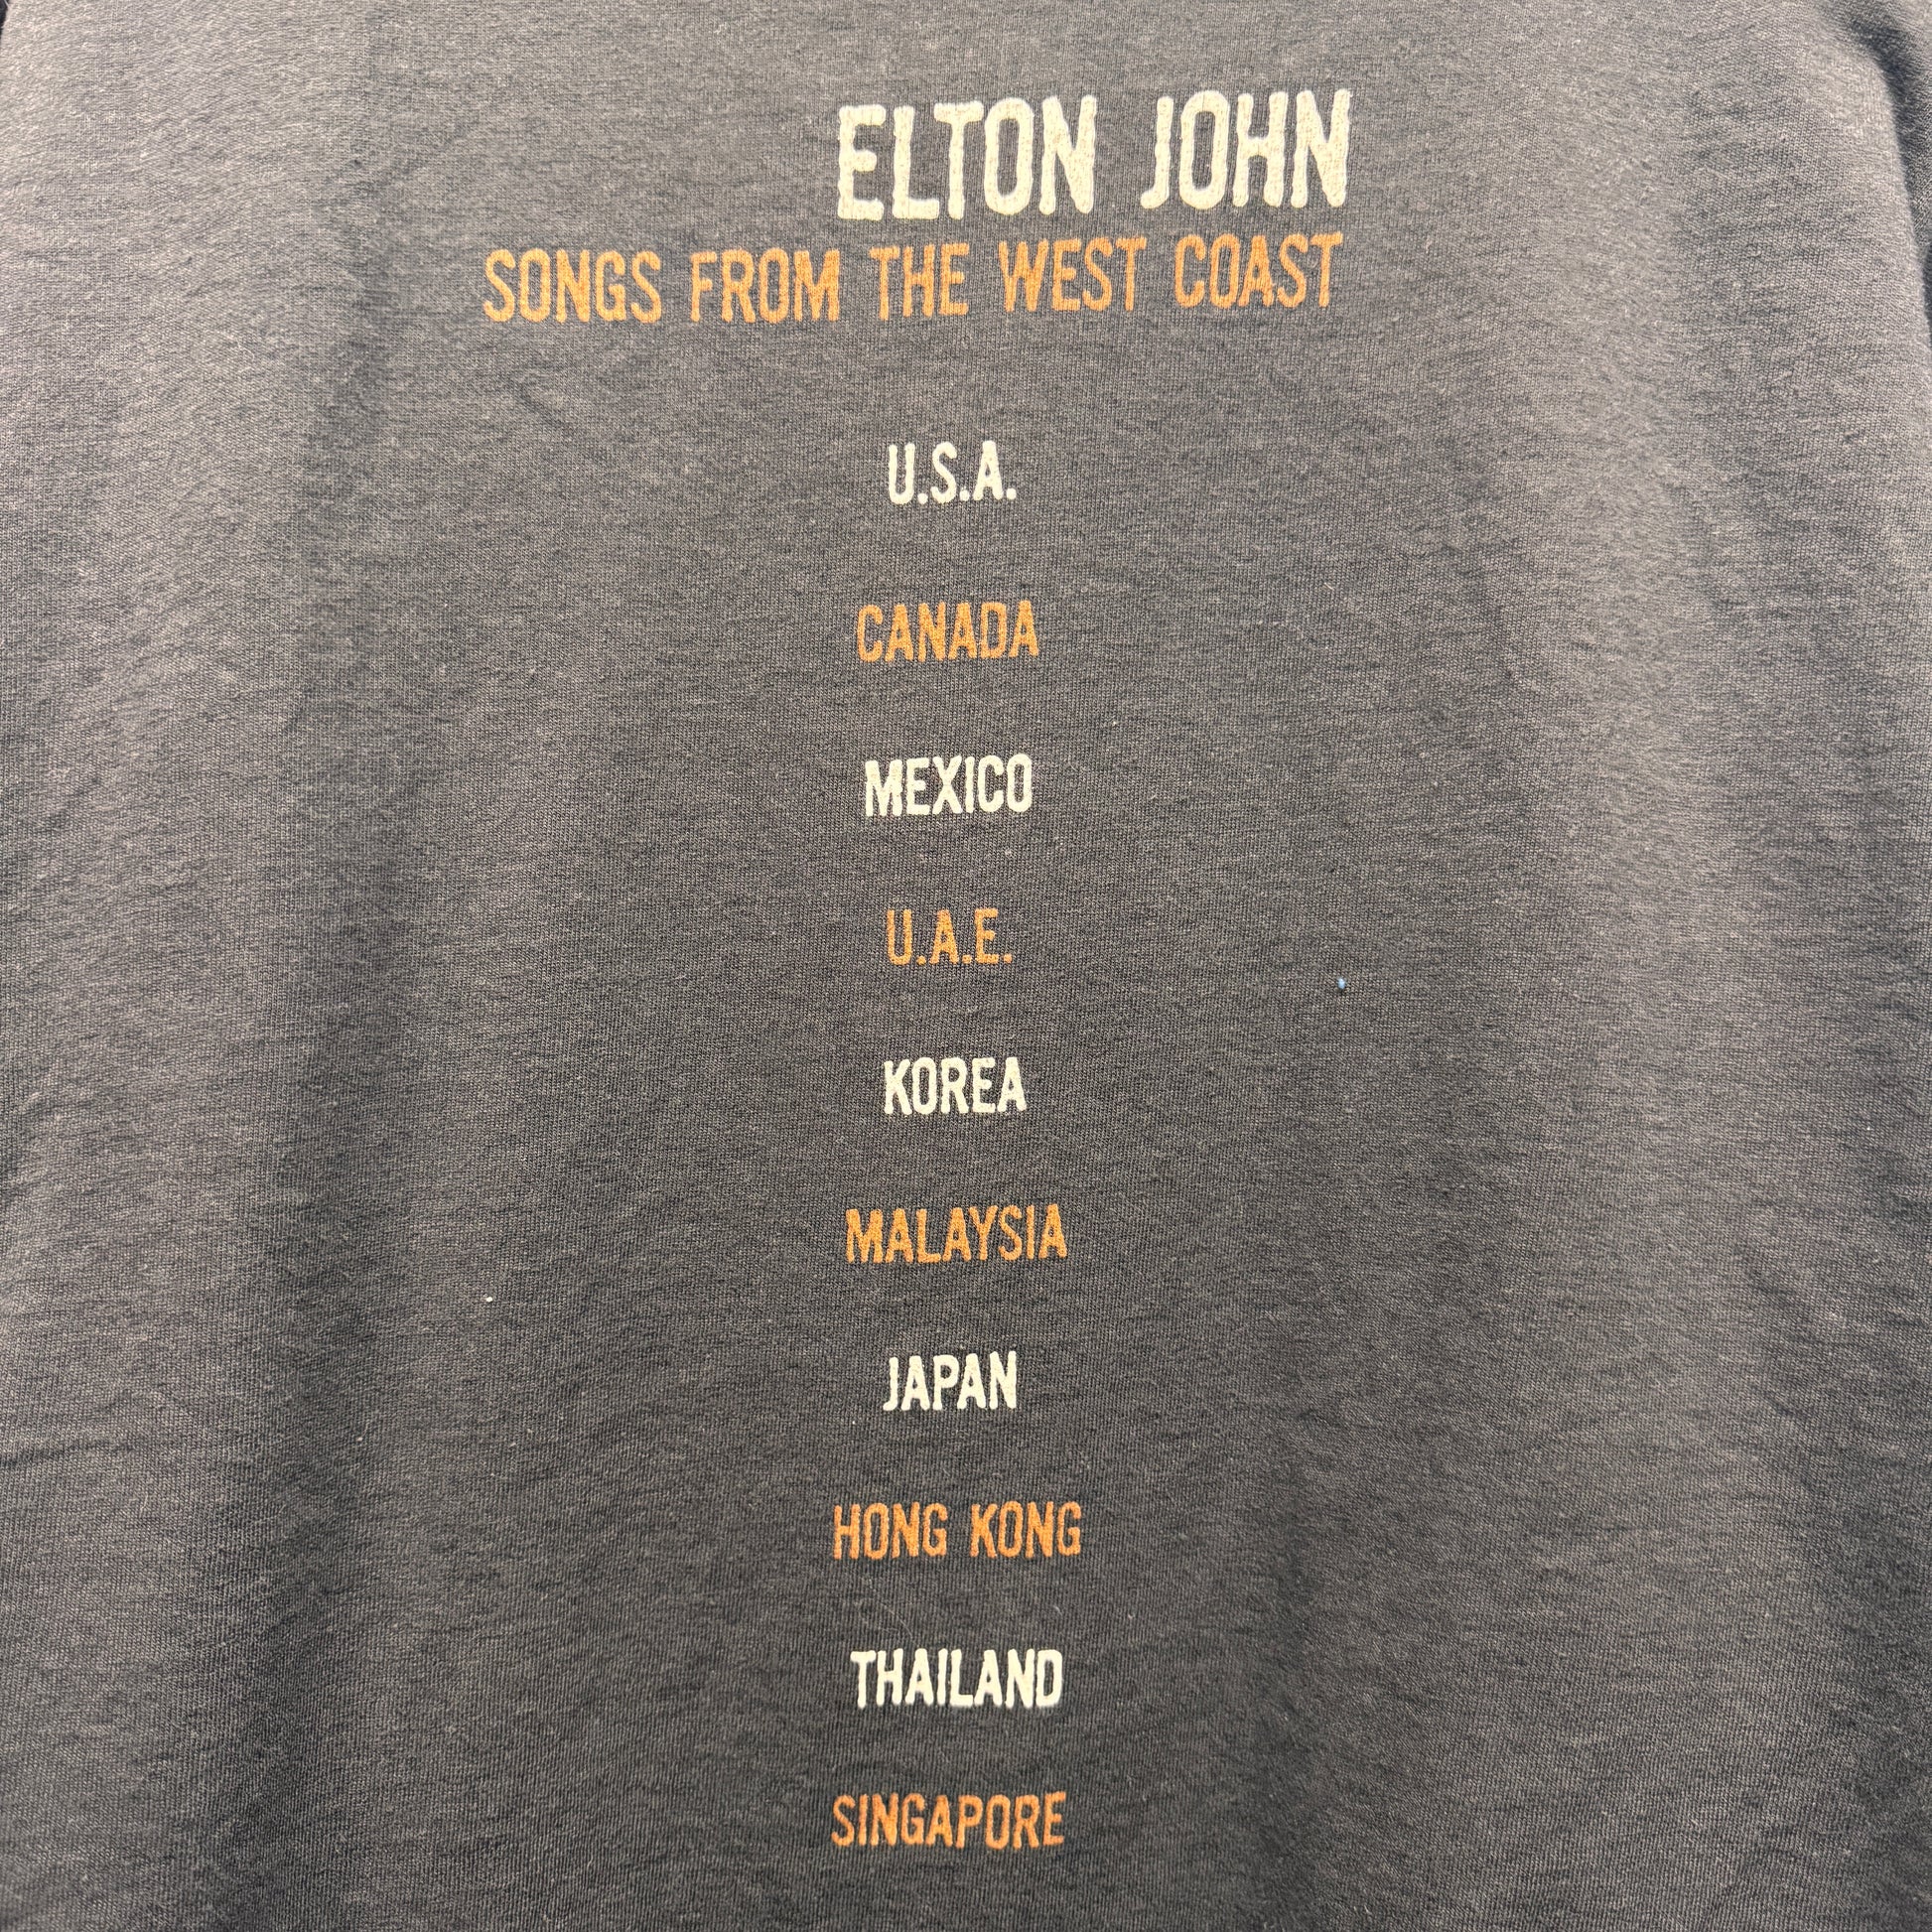 ELTON JOHN
SONGS FROM THE WEST COAST
U.S.A.
CANADA
MEXICO
U.A.E.
KOREA
MALAYSIA
JAPAN
HONG KONG
THAILAND
SINGAPORE